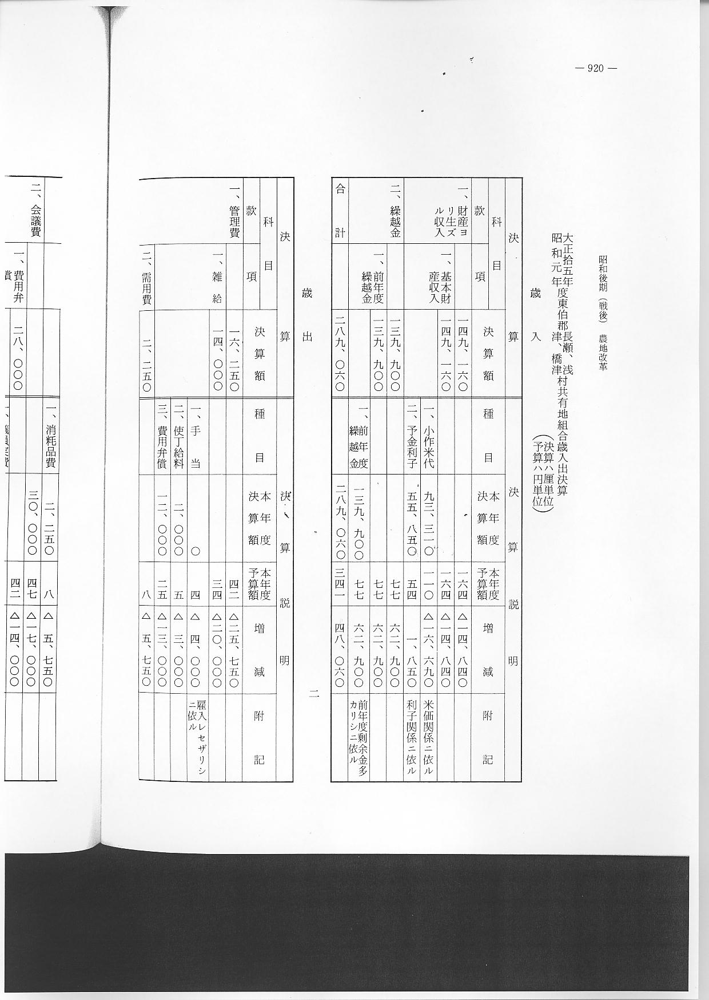 ― 920 ―
昭和後期（戦後）　農地改革
大正拾五年度東伯郡長瀬、浅津、橋津村共有地組合歳入出決算
昭和元年
（決算ハ厘単位
予算ハ円単位）
歳　入
決　算
決　算　説　明
科　目
款
項
決算額
種　目
本年度決算額
本年度予算額
増　減
附　記
一、財産ヨリ生ズル収入
一四九、一六〇
一六四
△一四、八四〇
一、基本財産収入
一四九、一六〇
一六四
△一四、八四〇
一、小作米代
九三、三一〇
一一〇
△一六、六九〇
米価関係ニ依ル
二、予金利子
五五、八五〇
五四
一、八五〇
利子関係ニ依ル
二、繰越金
一三九、九〇〇
七七
六二、九〇〇
一、前年度繰越金
一三九、九〇〇
七七
六二、九〇〇
一、前年度繰越金
一三九、九〇〇
七七
六二、九〇〇
前年度剰余金多カリシニ依ル
合　計
二八九、〇六〇
二八九、〇六〇
三四一
四八、〇六〇
二
歳　出
決　算
決　算　説　明
科　目
款
項
決算額
種　目
本年度決算額
本年度予算額
増　減
附　記
一、管理費
一六、二五〇
四二
△二五、七五〇
一、雑　給
一四、〇〇〇
三四
△二〇、〇〇〇
一、手　当
〇
四
△四、〇〇〇
雇入レセザリシニ依ル
二、使丁給料
二、〇〇〇
五
△三、〇〇〇
三、費用弁償
一二、〇〇〇
二五
△一三、〇〇〇
二、需用費
二、二五〇
八
△五、七五〇
一、消耗品費
二、二五〇
八
△五、七五〇
二、会議費
三〇、〇〇〇
四七
△一七、〇〇〇
一、費用弁償
二八、〇〇〇
四二
△一四、〇〇〇
一、議員実費